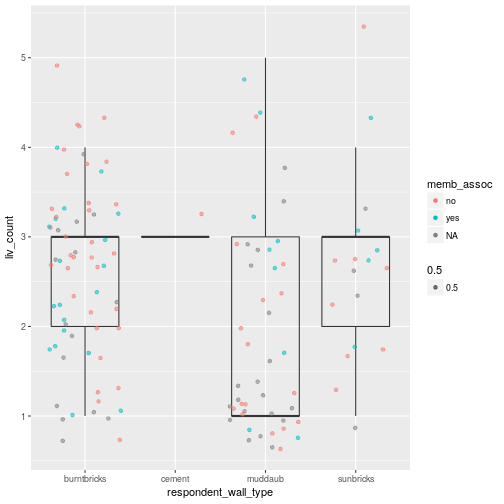 5
4
3
2
1
liv_count
burntbricks cement muddaub sunbricks
respondent_wall_type
memb_assoc
no
yes
NA
0.5
0.5